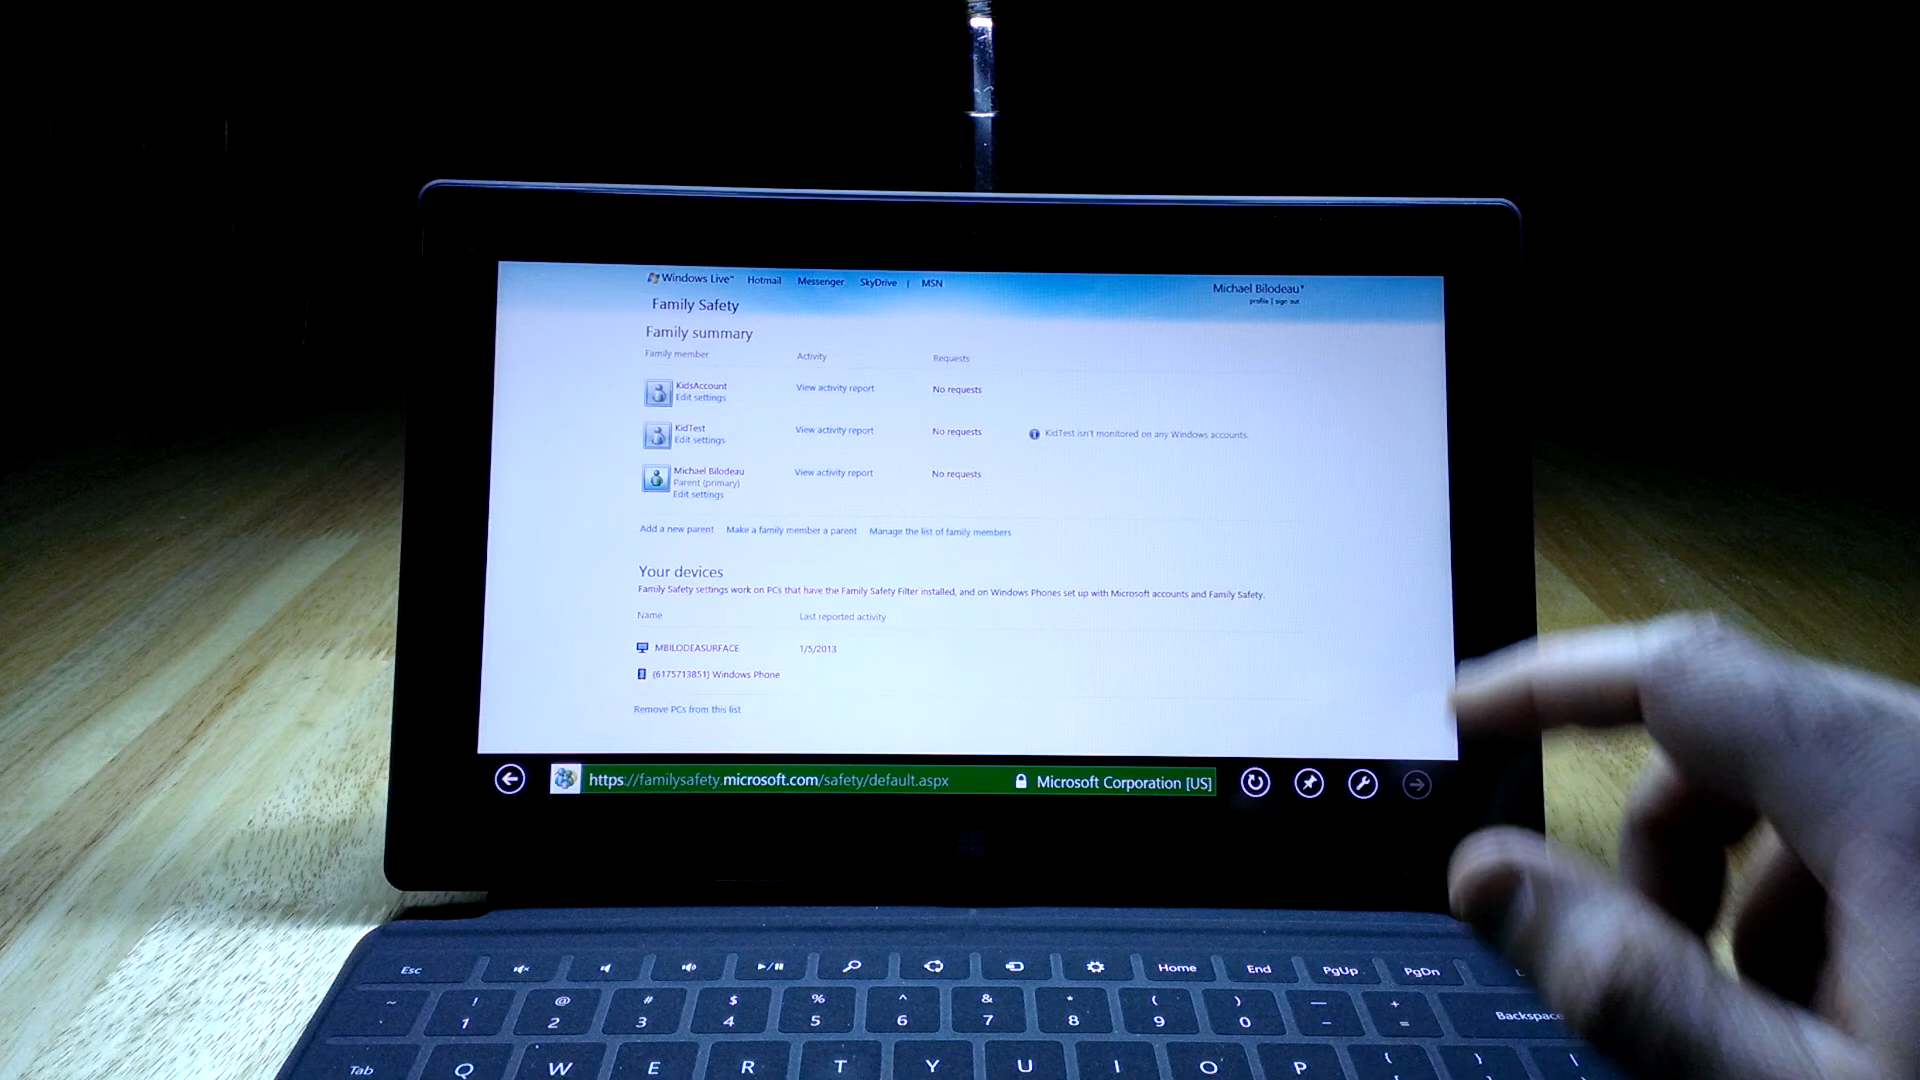 Windows Live™ Hotmail Messenger SkyDrive | MSN
Michael Bilodeau
profile | sign out
Family Safety
Family summary
Family member Activity Requests
KidsAccount View activity report No requests
Edit settings
KidTest View activity report No requests KidTest isn't monitored on any Windows accounts.
Edit settings
Michael Bilodeau View activity report No requests
Parent (primary)
Edit settings
Add a new parent Make a family member a parent Manage the list of family members
Your devices
Family Safety settings work on PCs that have the Family Safety Filter installed, and on Windows Phones set up with Microsoft accounts and Family Safety.
Name Last reported activity
MBILODEASURFACE 1/5/2013
(6175713851) Windows Phone
Remove PCs from this list
https://familysafety.microsoft.com/safety/default.aspx Microsoft Corporation [US]
Esc Home End PgUp PgDn
~ ! @ # $ % ^ & * ( ) — +
1 2 3 4 5 6 7 8 9 0 - = Backspace
Tab Q W E R T Y U I O P { }